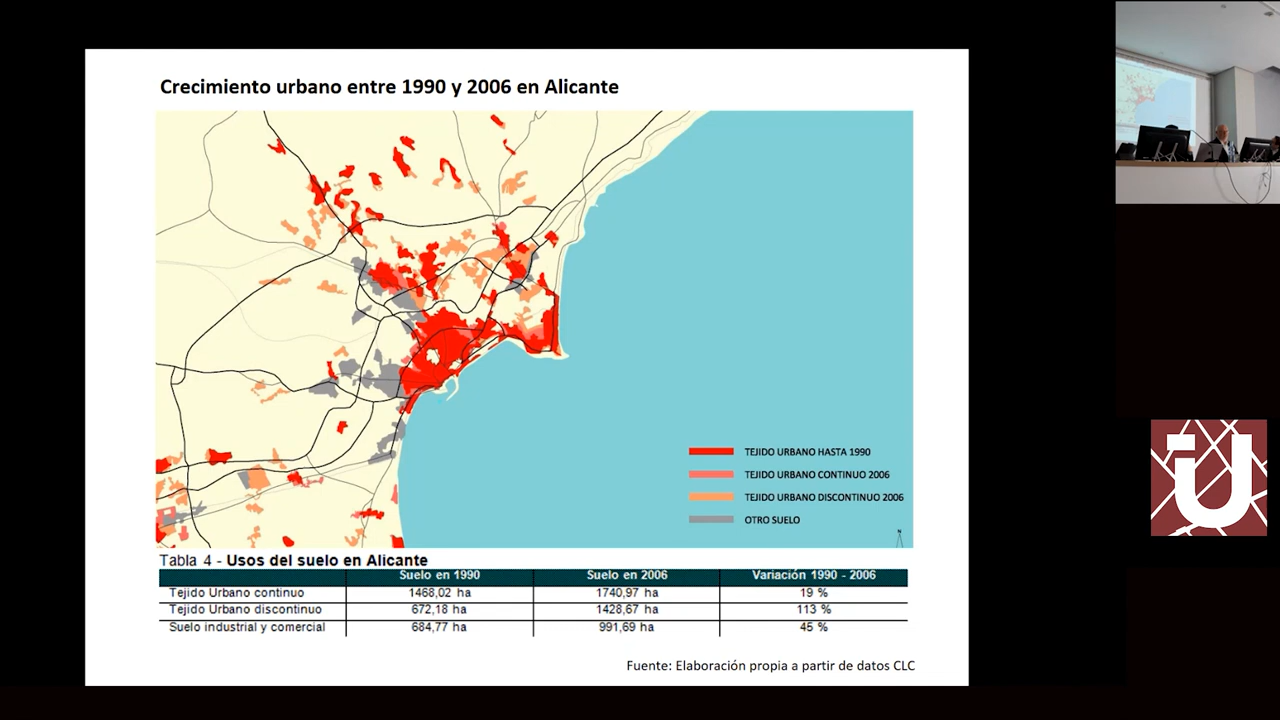 Crecimiento urbano entre 1990 y 2006 en Alicante
TEJIDO URBANO HASTA 1990
TEJIDO URBANO CONTINUO 2006
TEJIDO URBANO DISCONTINUO 2006
OTRO SUELO
N
Tabla 4 - Usos del suelo en Alicante
Suelo en 1990 Suelo en 2006 Variación 1990 - 2006
Tejido Urbano continuo 1468,02 ha 1740,97 ha 19 %
Tejido Urbano discontinuo 672,18 ha 1428,67 ha 113 %
Suelo industrial y comercial 684,77 ha 991,69 ha 45 %
Fuente: Elaboración propia a partir de datos CLC
U